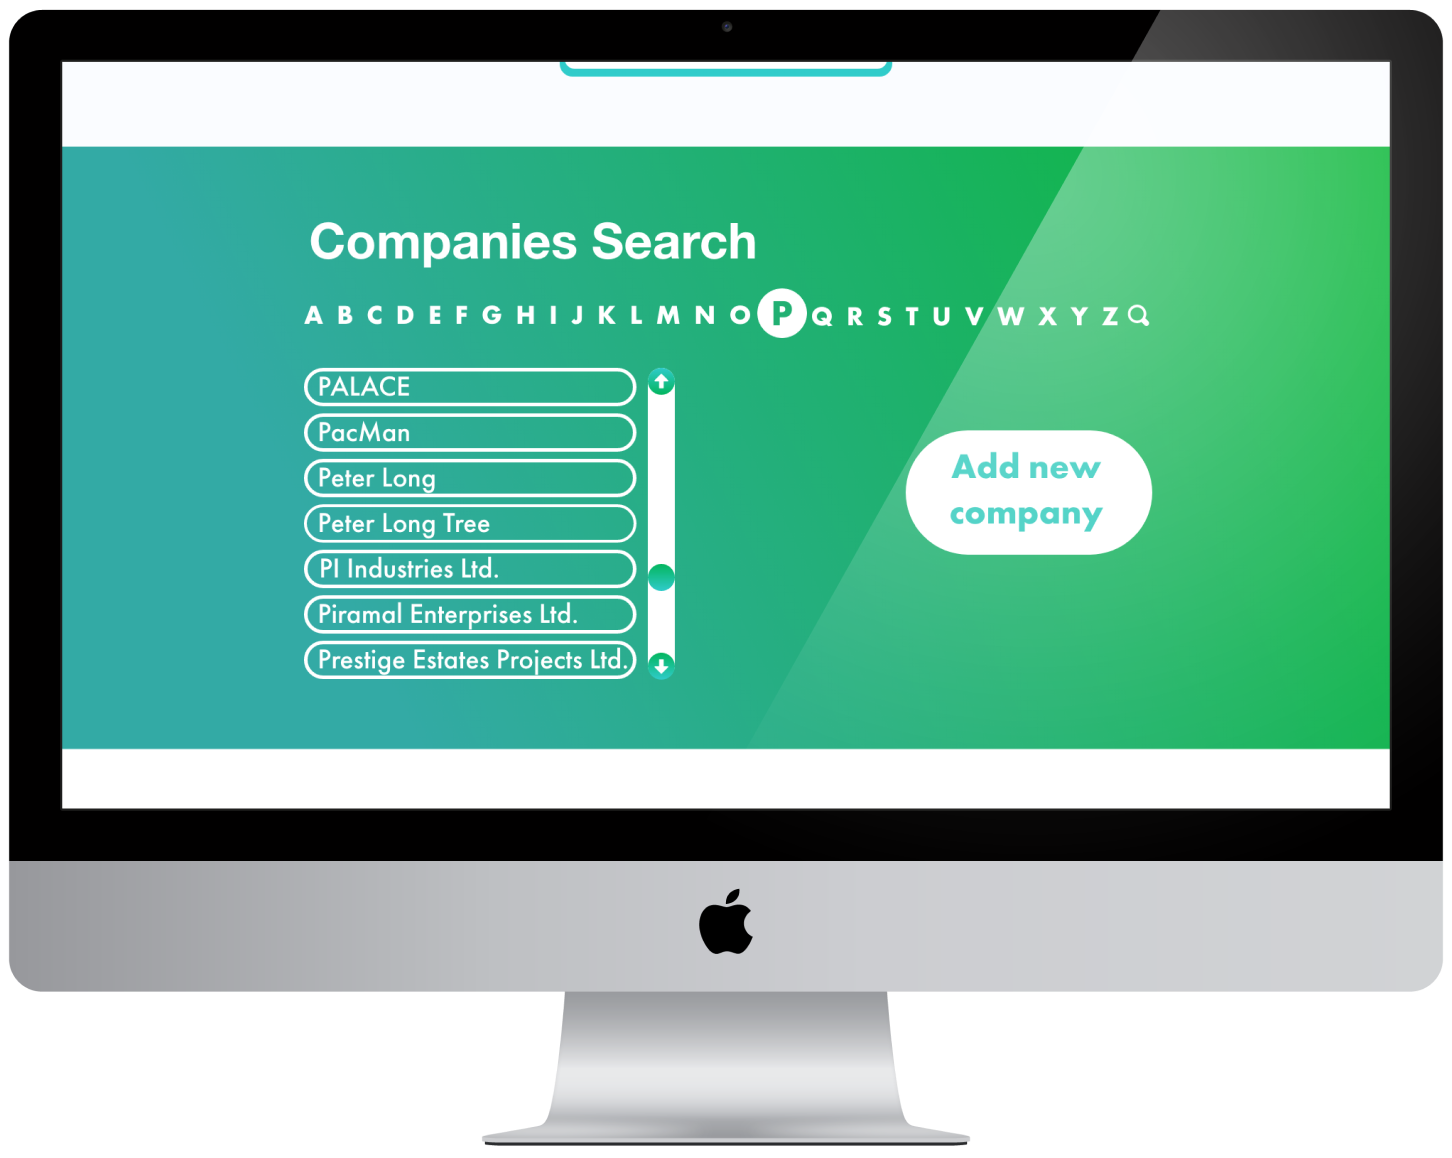 Companies Search
A B C D E F G H I J K L M N O P Q R S T U V W X Y Z
PALACE
PacMan
Peter Long
Peter Long Tree
PI Industries Ltd.
Piramal Enterprises Ltd.
Prestige Estates Projects Ltd.
Add new
company